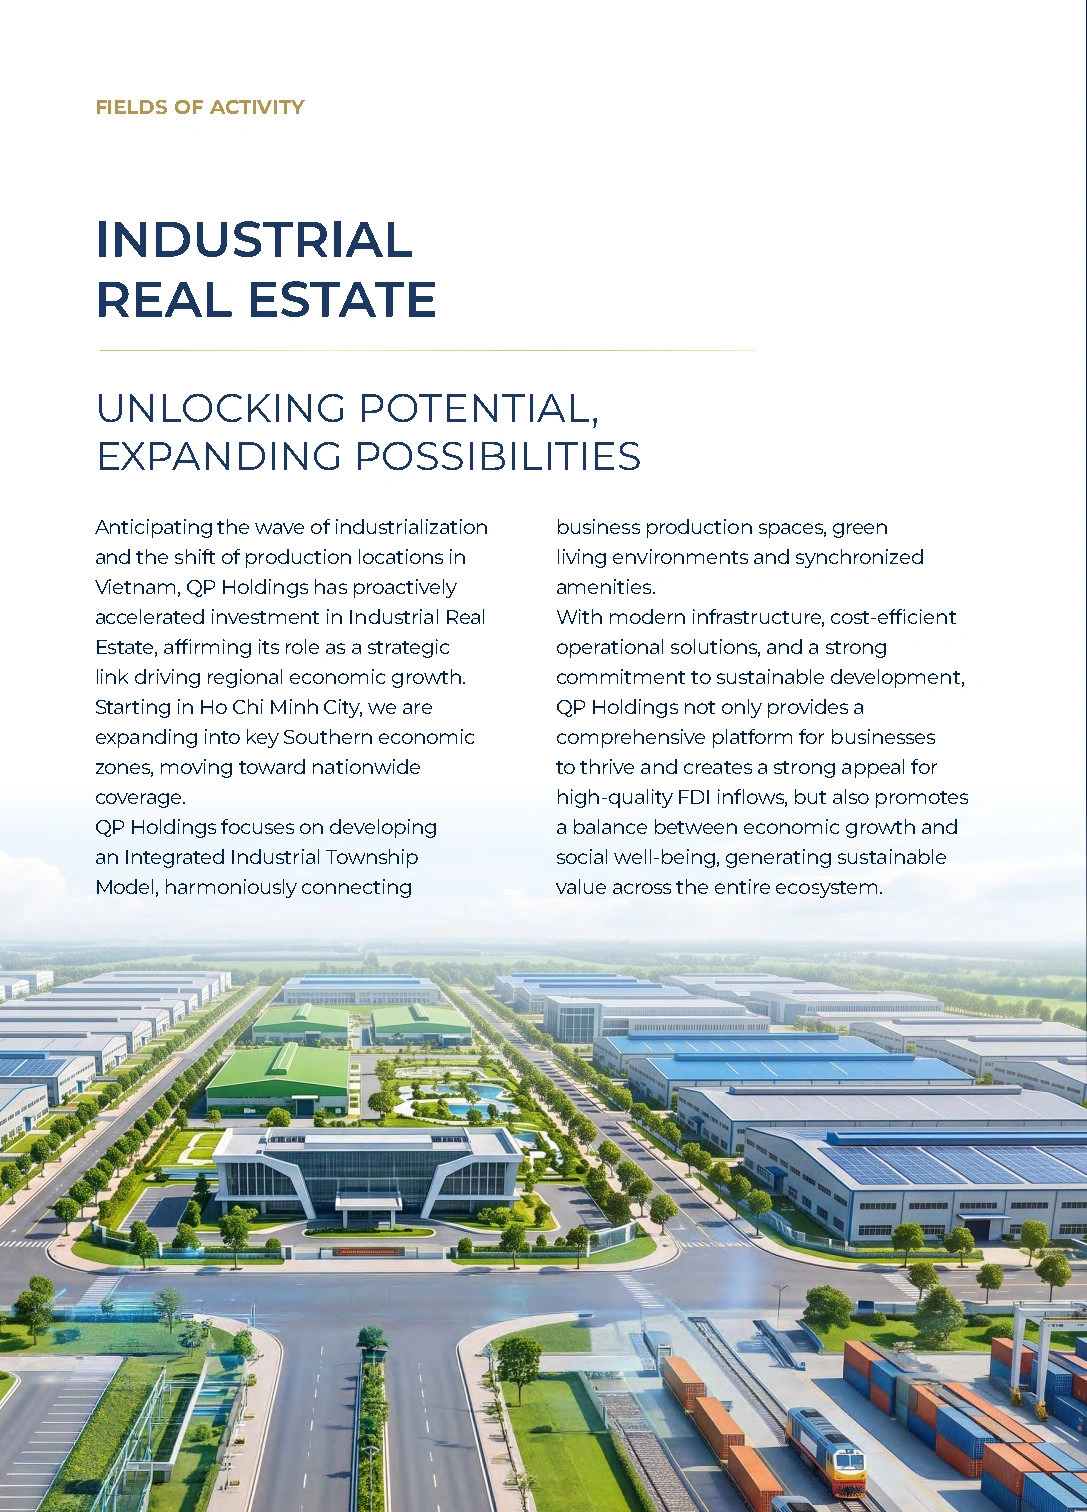 FIELDS OF ACTIVITY
INDUSTRIAL
REAL ESTATE
UNLOCKING POTENTIAL,
EXPANDING POSSIBILITIES
Anticipating the wave of industrialization
and the shift of production locations in
Vietnam, QP Holdings has proactively
accelerated investment in Industrial Real
Estate, affirming its role as a strategic
link driving regional economic growth.
Starting in Ho Chi Minh City, we are
expanding into key Southern economic
zones, moving toward nationwide
coverage.
QP Holdings focuses on developing
an Integrated Industrial Township
Model, harmoniously connecting
business production spaces, green
living environments and synchronized
amenities.
With modern infrastructure, cost-efficient
operational solutions, and a strong
commitment to sustainable development,
QP Holdings not only provides a
comprehensive platform for businesses
to thrive and creates a strong appeal for
high-quality FDI inflows, but also promotes
a balance between economic growth and
social well-being, generating sustainable
value across the entire ecosystem.